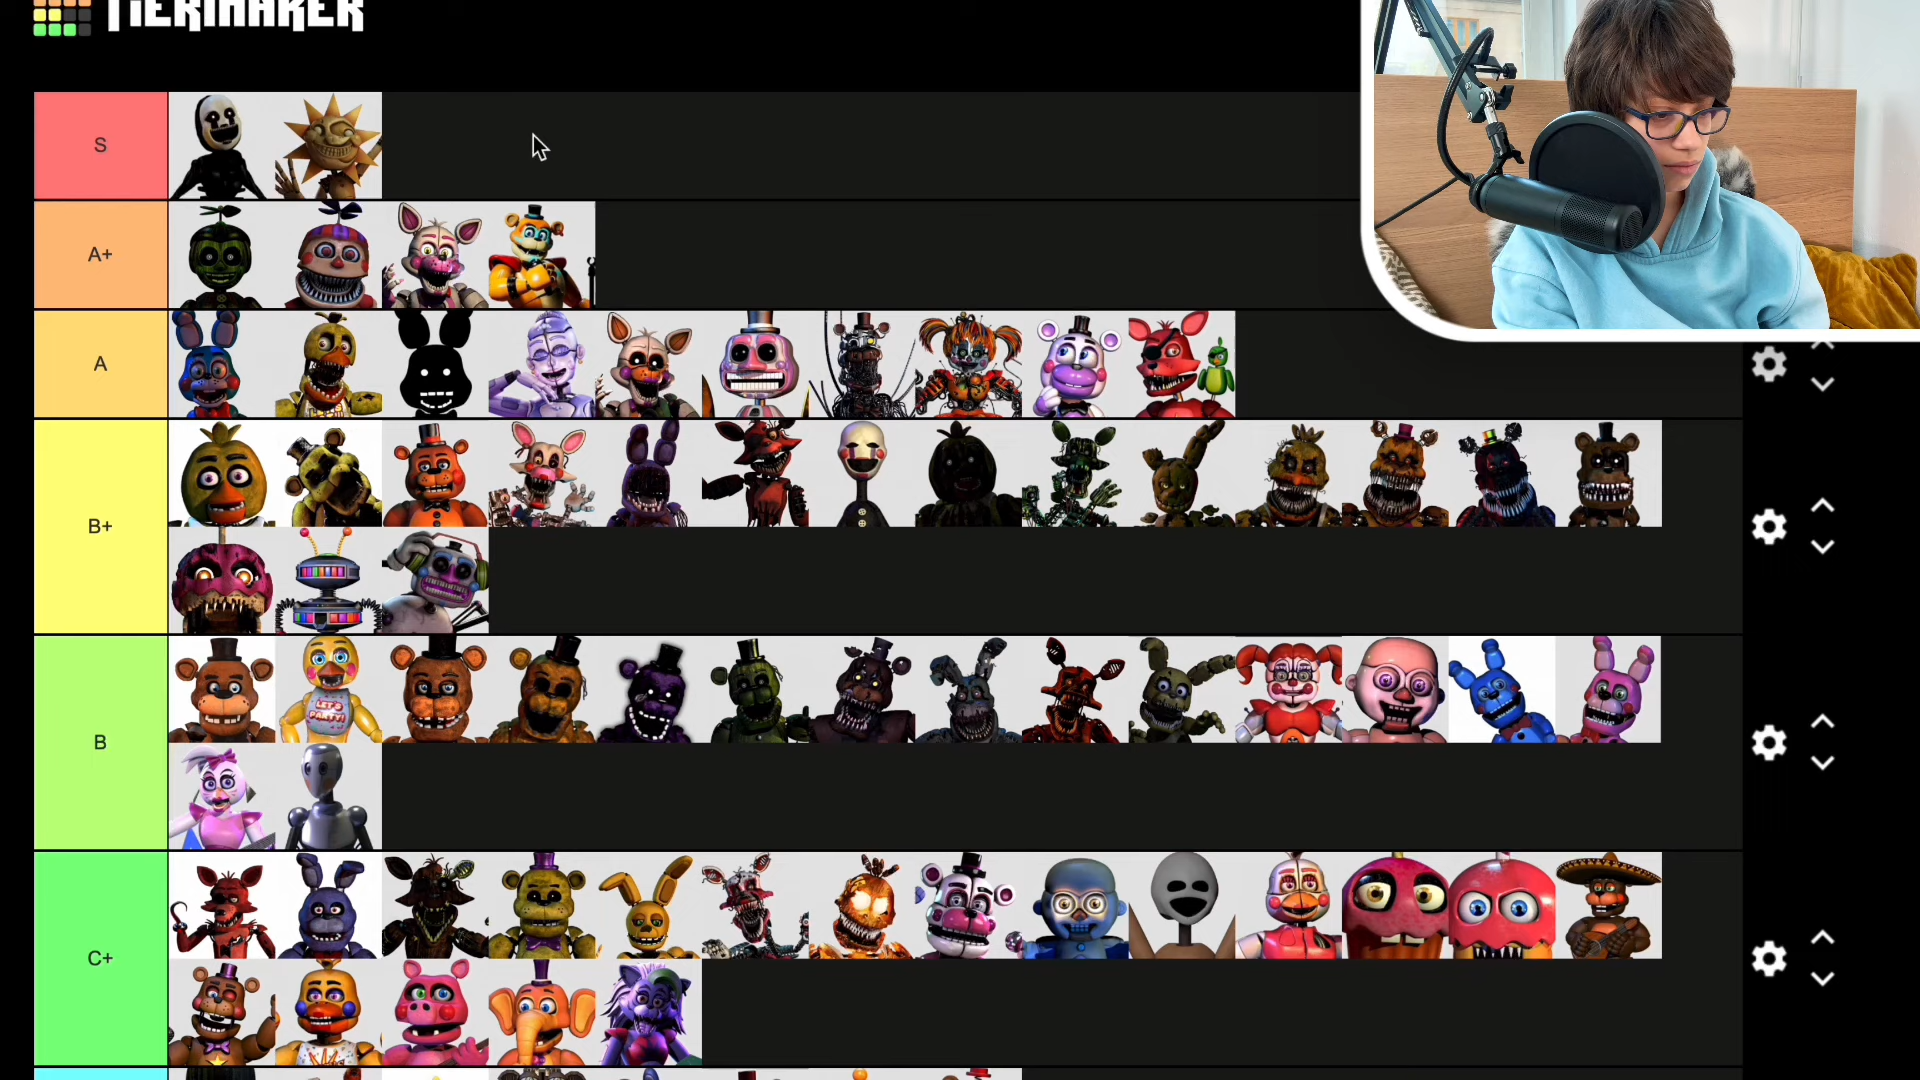 TIERMAKER
S
A+
A
B+
B
LET'S
PARTY!
C+